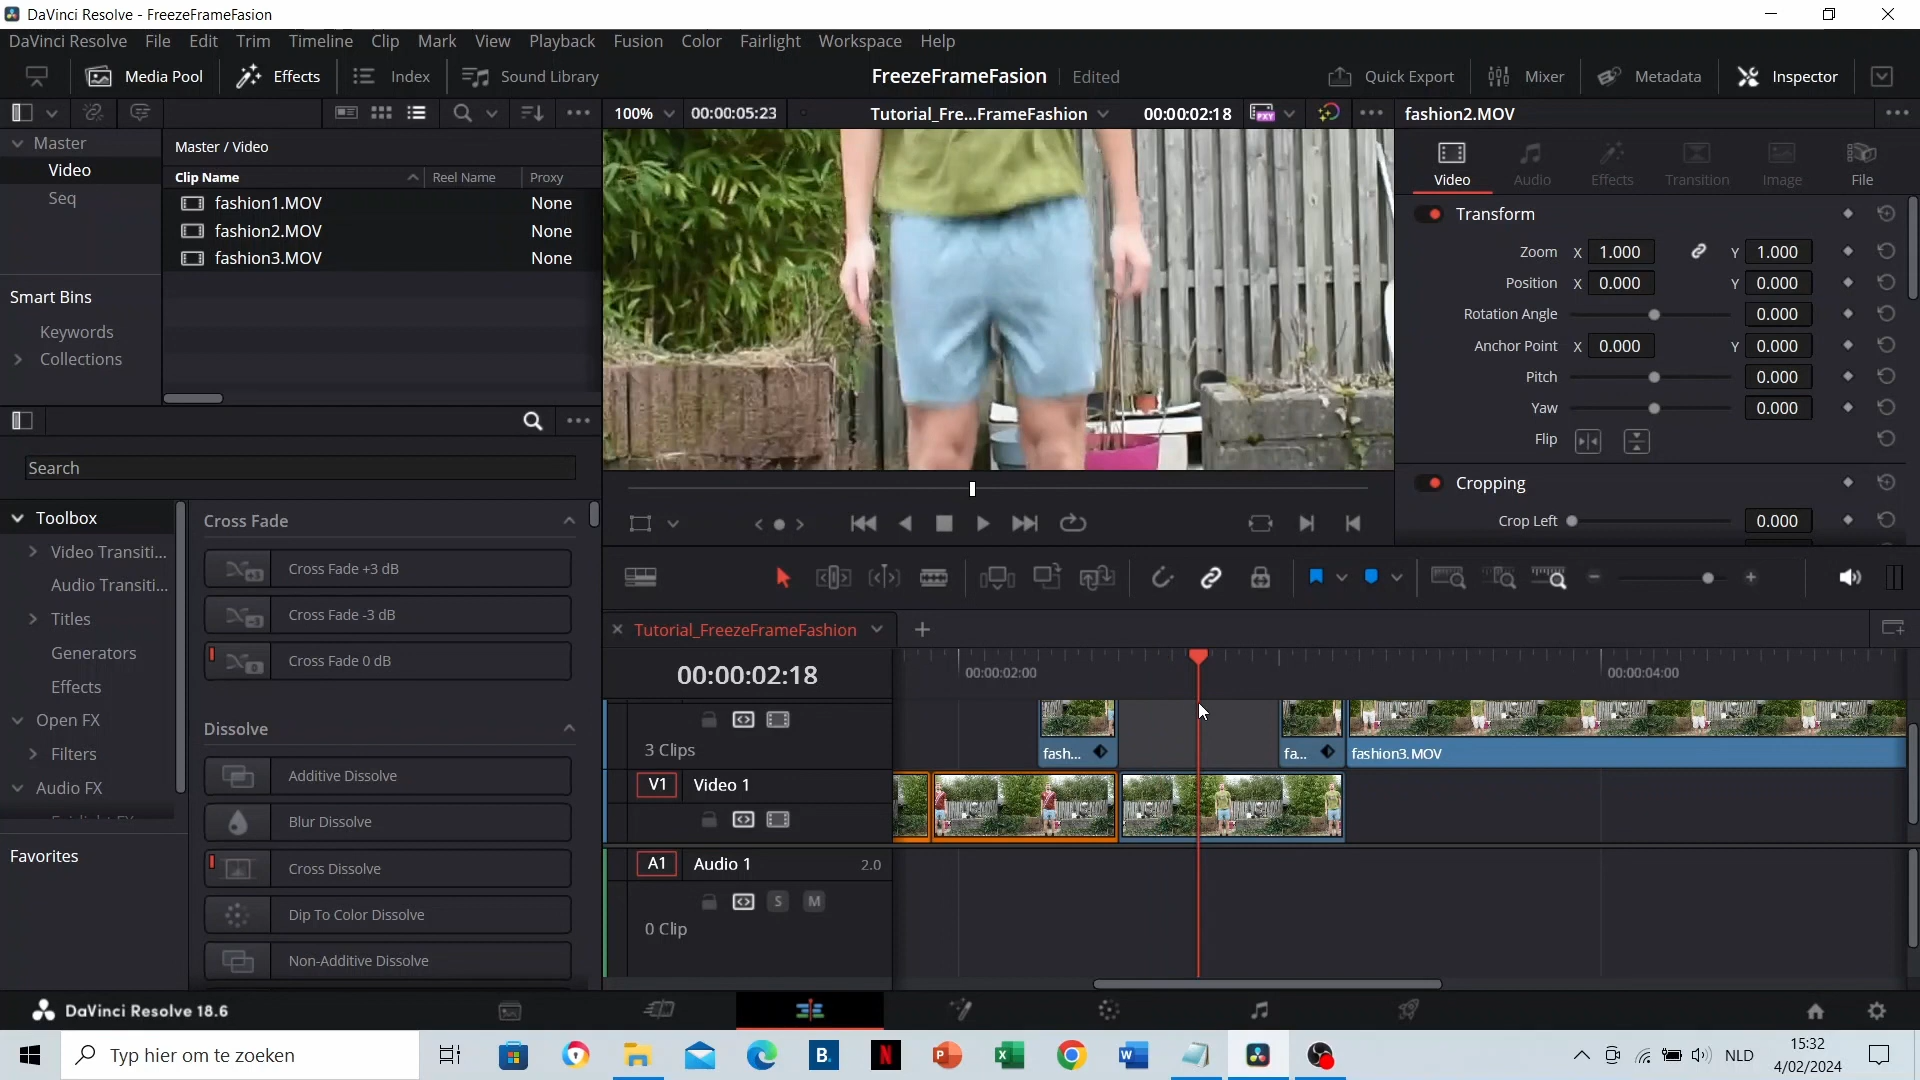 DaVinci Resolve - FreezeFrameFasion
DaVinci Resolve File Edit Trim Timeline Clip Mark View Playback Fusion Color Fairlight Workspace Help
Media Pool Effects Index Sound Library FreezeFrameFasion Edited Quick Export Mixer Metadata Inspector
100% 00:00:05:23 Tutorial_Fre...FrameFashion 00:00:02:18 PXY fashion2.MOV
Master
Video
Seq
Smart Bins
Keywords
Collections
Master / Video
Clip Name Reel Name Proxy
fashion1.MOV None
fashion2.MOV None
fashion3.MOV None
Video Audio Effects Transition Image File
Transform
Zoom X 1.000 Y 1.000
Position X 0.000 Y 0.000
Rotation Angle 0.000
Anchor Point X 0.000 Y 0.000
Pitch 0.000
Yaw 0.000
Flip
Cropping
Crop Left 0.000
Search
Toolbox
Video Transiti...
Audio Transiti...
Titles
Generators
Effects
Open FX
Filters
Audio FX
Favorites
Cross Fade
+3 Cross Fade +3 dB
-3 Cross Fade -3 dB
0 Cross Fade 0 dB
Dissolve
Additive Dissolve
Blur Dissolve
Cross Dissolve
Dip To Color Dissolve
Non-Additive Dissolve
Tutorial_FreezeFrameFashion
00:00:02:18 00:00:02:00 00:00:04:00
3 Clips fash... fa... fashion3.MOV
V1 Video 1
A1 Audio 1 2.0
S M
0 Clip
DaVinci Resolve 18.6
Typ hier om te zoeken
B.
N
P
X
W
NLD
15:32
4/02/2024